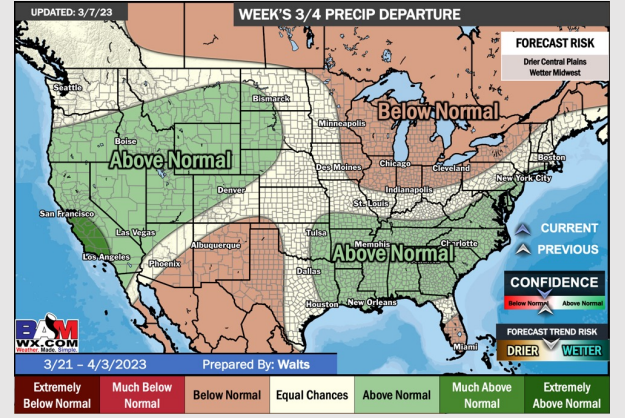 UPDATED: 3/7/23
WEEK'S 3/4 PRECIP DEPARTURE
FORECAST RISK
Drier Central Plains
Wetter Midwest
Seattle
Bismarck
Below Normal
Minneapolis
Boise
Above Normal
Boston
Chicago
Cleveland
Des Moines
New York City
Denver
Indianapolis
St. Louis
San Francisco
Las Vegas
Tulsa
Memphis
Charlotte
Albuquerque
Above Normal
Los Angeles
Phoenix
Dallas
Houston
New Orleans
Miami
CURRENT
PREVIOUS
CONFIDENCE
Below Normal
Above Normal
FORECAST TREND RISK
DRIER
WETTER
BAM
WX.COM
Weather. Made. Simple.
3/21 – 4/3/2023
Prepared By: Walts
Extremely
Below Normal
Much Below
Normal
Below Normal
Equal Chances
Above Normal
Much Above
Normal
Extremely
Above Normal